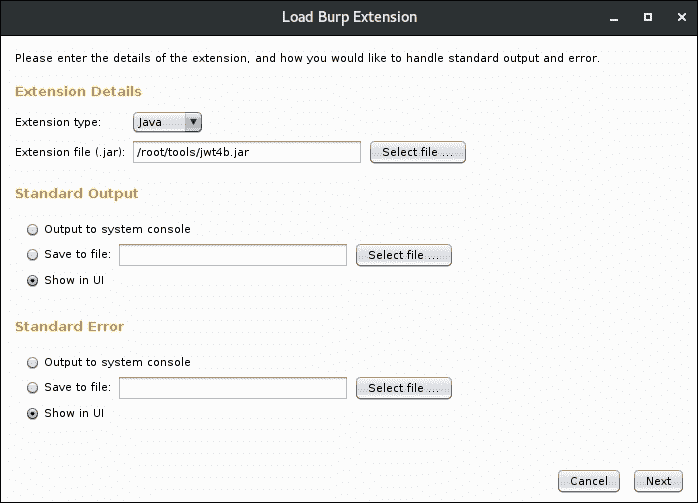 Load Burp Extension
Please enter the details of the extension, and how you would like to handle standard output and error.
Extension Details
Extension type: Java
Extension file (.jar): /root/tools/jwt4b.jar Select file ...
Standard Output
Output to system console
Save to file: Select file ...
Show in UI
Standard Error
Output to system console
Save to file: Select file ...
Show in UI
Cancel Next